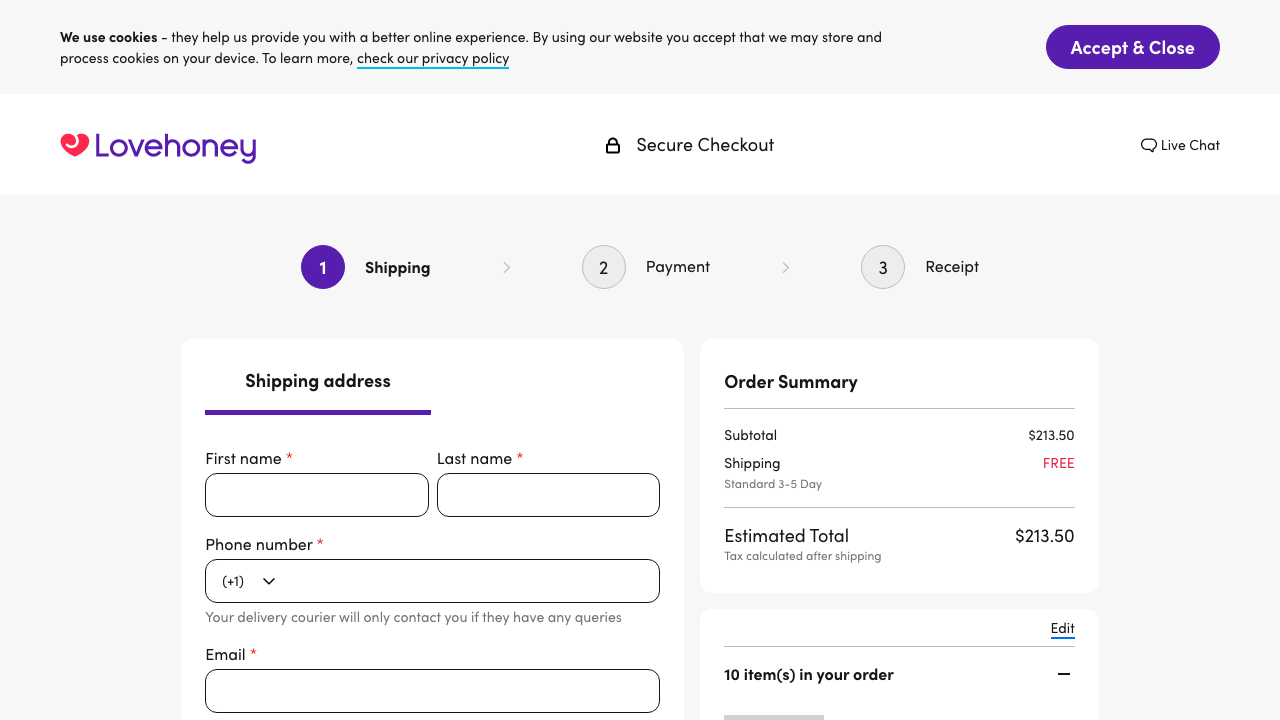 We use cookies - they help us provide you with a better online experience. By using our website you accept that we may store and
process cookies on your device. To learn more, check our privacy policy
Accept & Close
Lovehoney
Secure Checkout
Live Chat
1 Shipping
2 Payment
3 Receipt
Shipping address
First name *
Last name *
Phone number *
(+1)
Your delivery courier will only contact you if they have any queries
Email *
Order Summary
Subtotal $213.50
Shipping FREE
Standard 3-5 Day
Estimated Total $213.50
Tax calculated after shipping
Edit
10 item(s) in your order